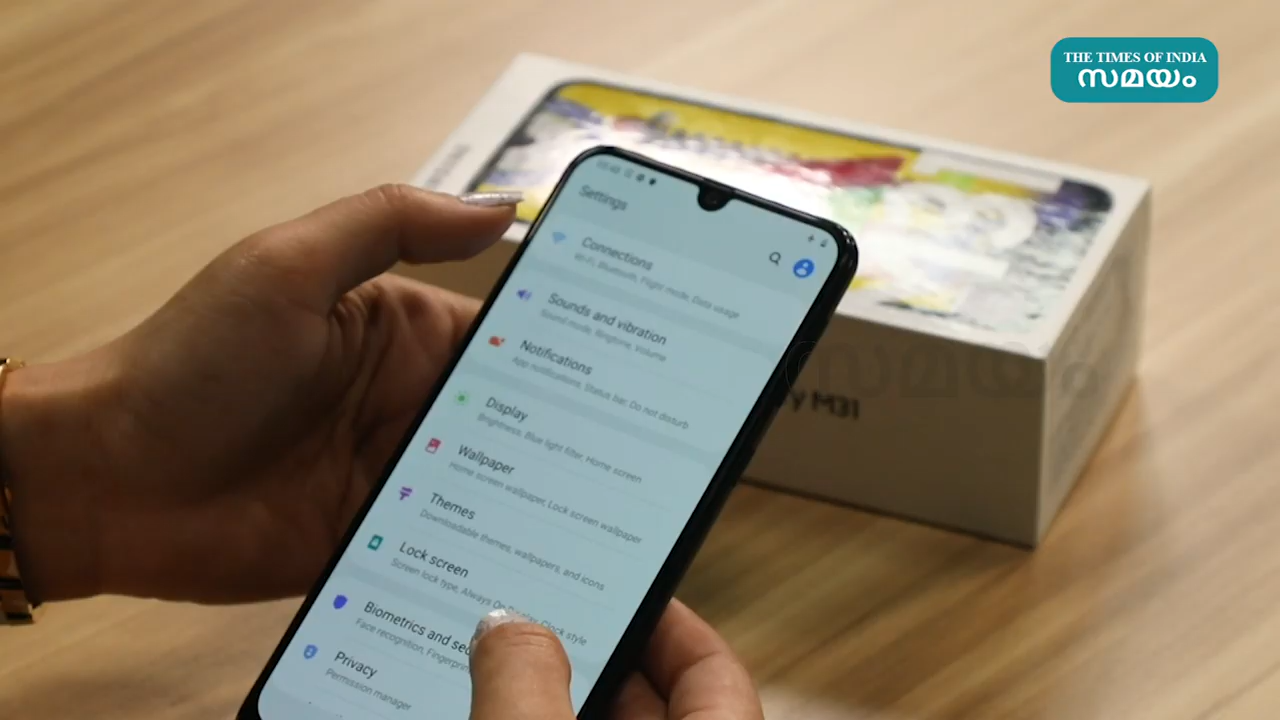 THE TIMES OF INDIA
സമയം
Settings
Connections
Wi-Fi, Bluetooth, Flight mode, Data usage
Sounds and vibration
Sound mode, Ringtone, Volume
Notifications
App notifications, Status bar, Do not disturb
Display
Brightness, Blue light filter, Home screen
Wallpaper
Home screen wallpaper, Lock screen wallpaper
Themes
Downloadable themes, wallpapers, and icons
Lock screen
Screen lock type, Always On Display, Clock style
Biometrics and sec
Face recognition, Fingerprin
Privacy
Permission manager
y M31
സമയം